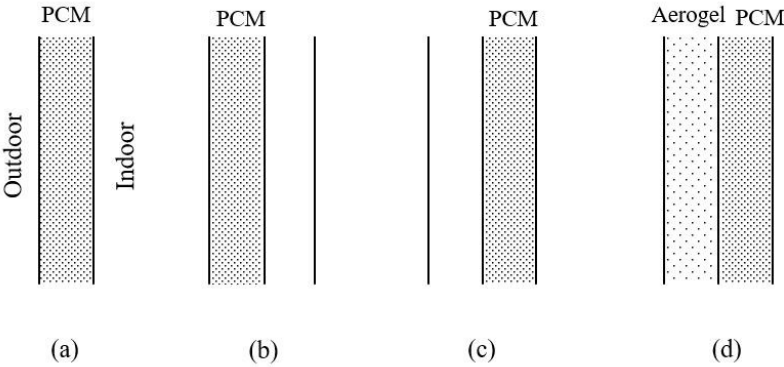 PCM
PCM
PCM
Aerogel PCM
Outdoor
Indoor
(a)
(b)
(c)
(d)